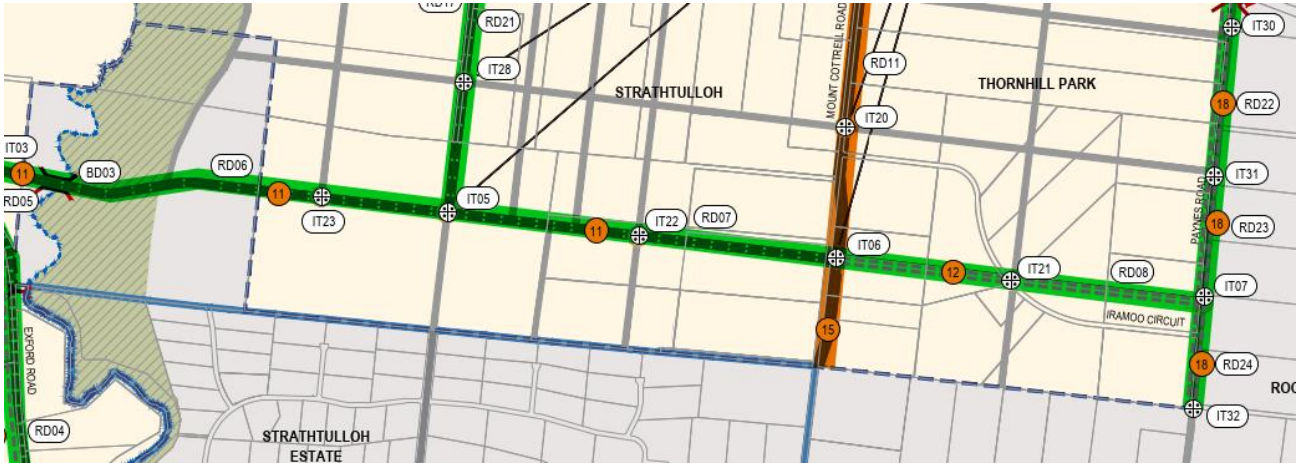 RD21
IT30
IT28
MOUNT COTTRELL ROAD
RD11
STRATHTULLOH
THORNHILL PARK
18
RD22
IT20
IT03
11
BD03
RD06
RD05
11
IT23
IT05
11
IT22
RD07
IT06
12
IT21
RD08
IT31
PAYNES ROAD
18
RD23
IT07
IRAMOO CIRCUIT
15
18
RD24
EXFORD ROAD
RD04
STRATHTULLOH
ESTATE
ROC
IT32